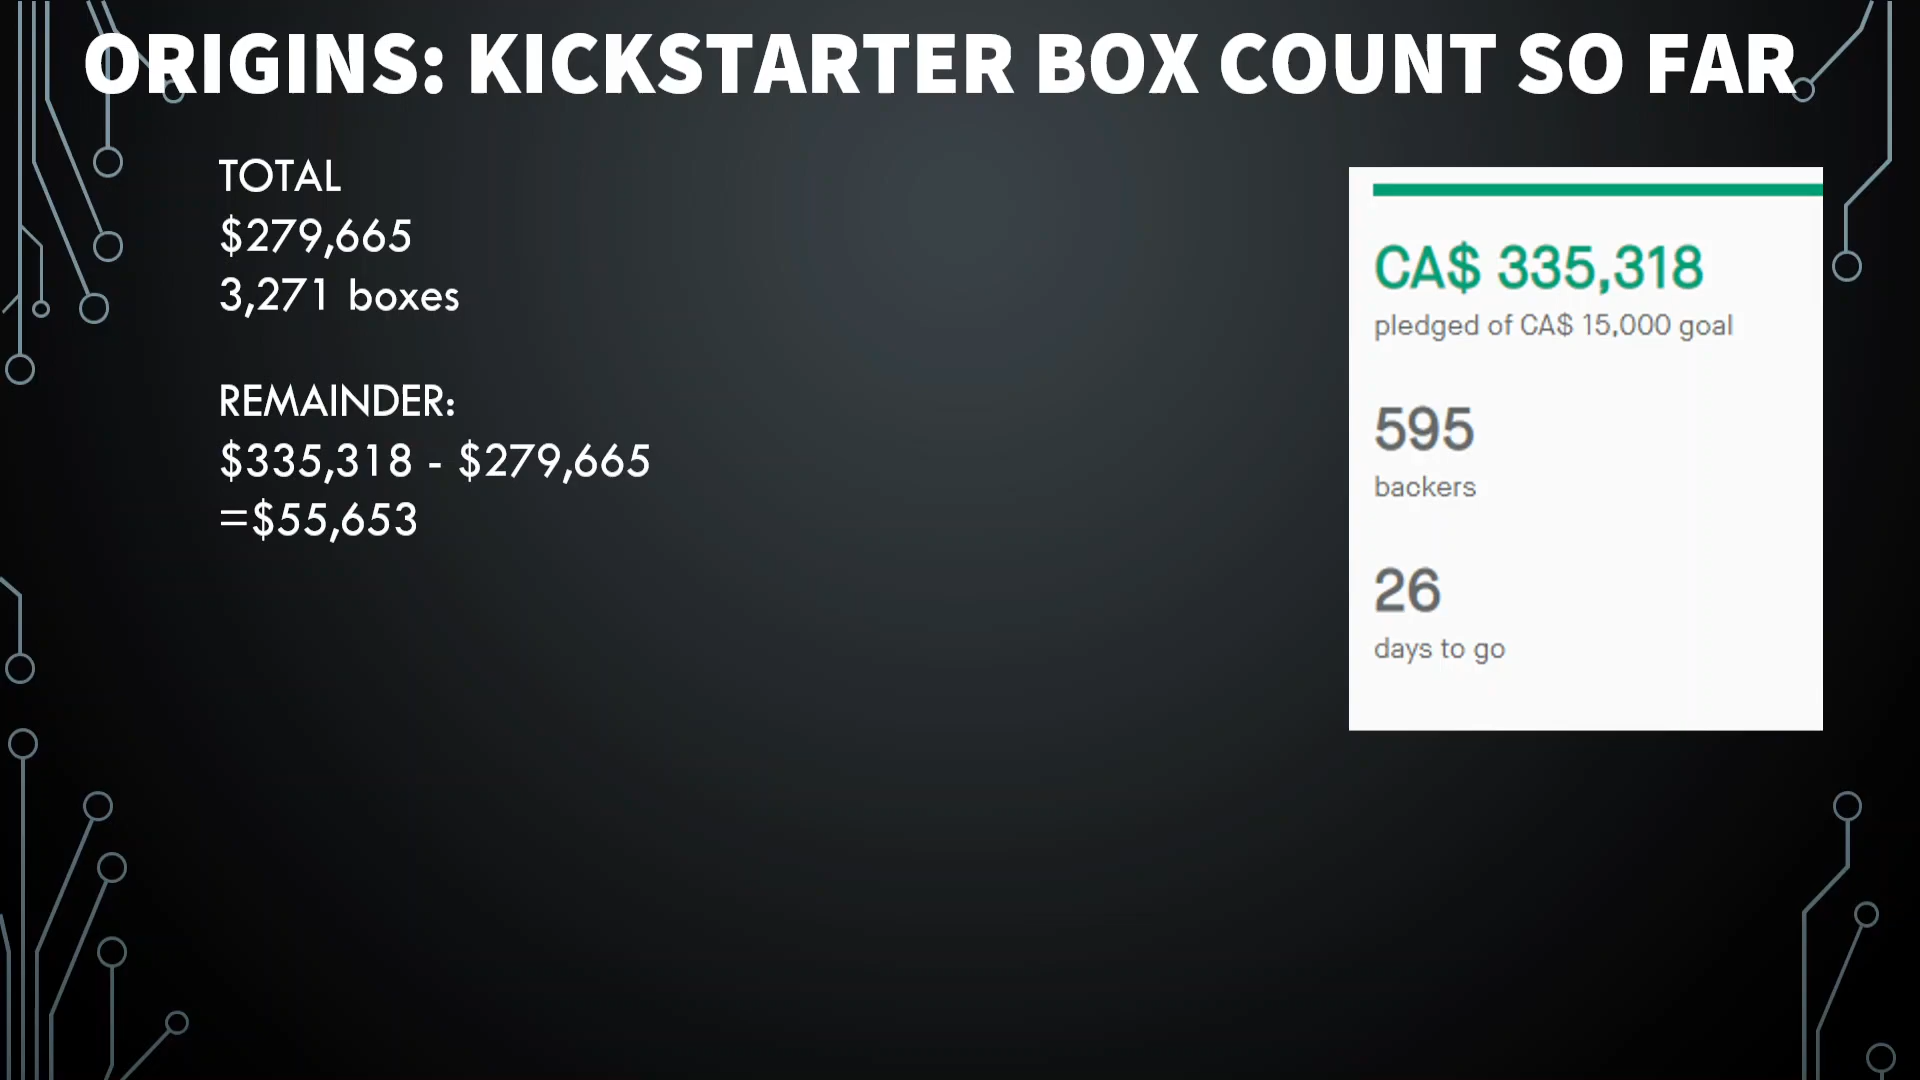 ORIGINS: KICKSTARTER BOX COUNT SO FAR
TOTAL
$279,665
3,271 boxes
REMAINDER:
$335,318 - $279,665
=$55,653
CA$ 335,318
pledged of CA$ 15,000 goal
595
backers
26
days to go